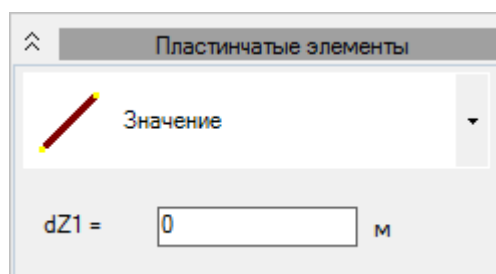 Пластинчатые элементы
Значение
dZ1 = 0 м